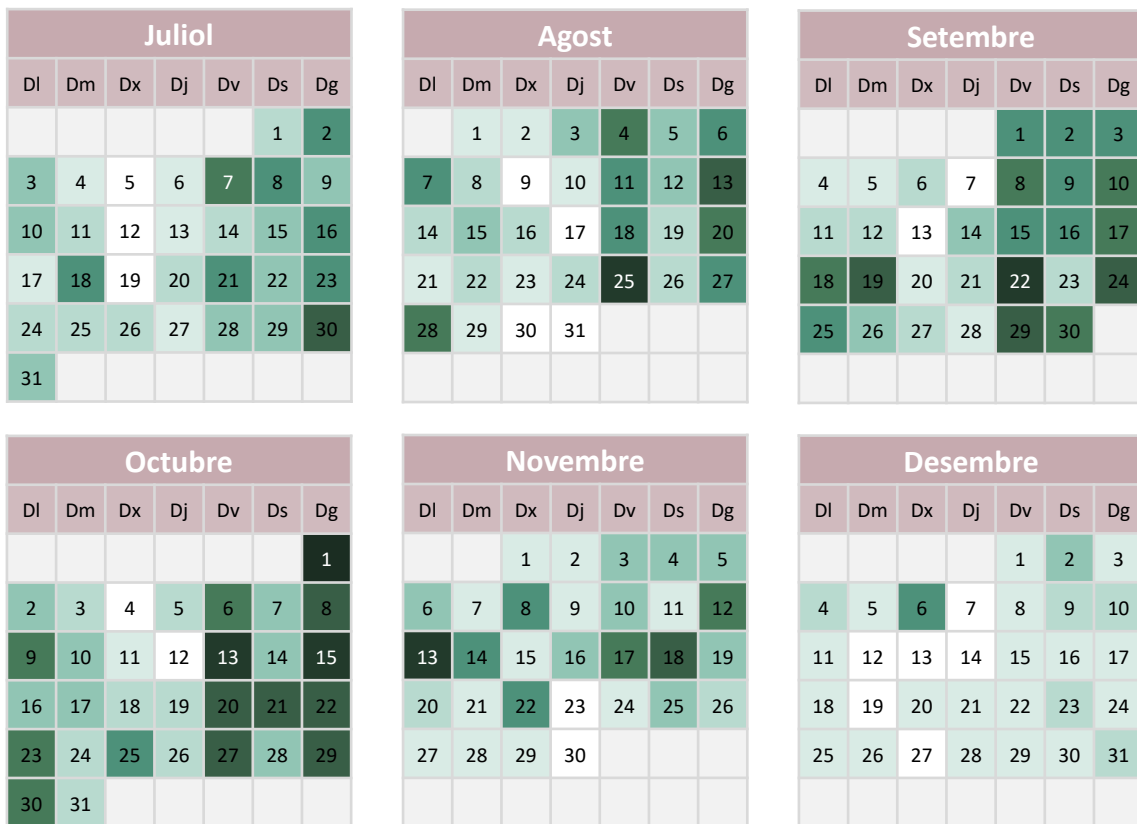 Juliol
Dl Dm Dx Dj Dv Ds Dg
1 2
3 4 5 6 7 8 9
10 11 12 13 14 15 16
17 18 19 20 21 22 23
24 25 26 27 28 29 30
31
Agost
Dl Dm Dx Dj Dv Ds Dg
1 2 3 4 5 6
7 8 9 10 11 12 13
14 15 16 17 18 19 20
21 22 23 24 25 26 27
28 29 30 31
Setembre
Dl Dm Dx Dj Dv Ds Dg
1 2 3
4 5 6 7 8 9 10
11 12 13 14 15 16 17
18 19 20 21 22 23 24
25 26 27 28 29 30
Octubre
Dl Dm Dx Dj Dv Ds Dg
1
2 3 4 5 6 7 8
9 10 11 12 13 14 15
16 17 18 19 20 21 22
23 24 25 26 27 28 29
30 31
Novembre
Dl Dm Dx Dj Dv Ds Dg
1 2 3 4 5
6 7 8 9 10 11 12
13 14 15 16 17 18 19
20 21 22 23 24 25 26
27 28 29 30
Desembre
Dl Dm Dx Dj Dv Ds Dg
1 2 3
4 5 6 7 8 9 10
11 12 13 14 15 16 17
18 19 20 21 22 23 24
25 26 27 28 29 30 31